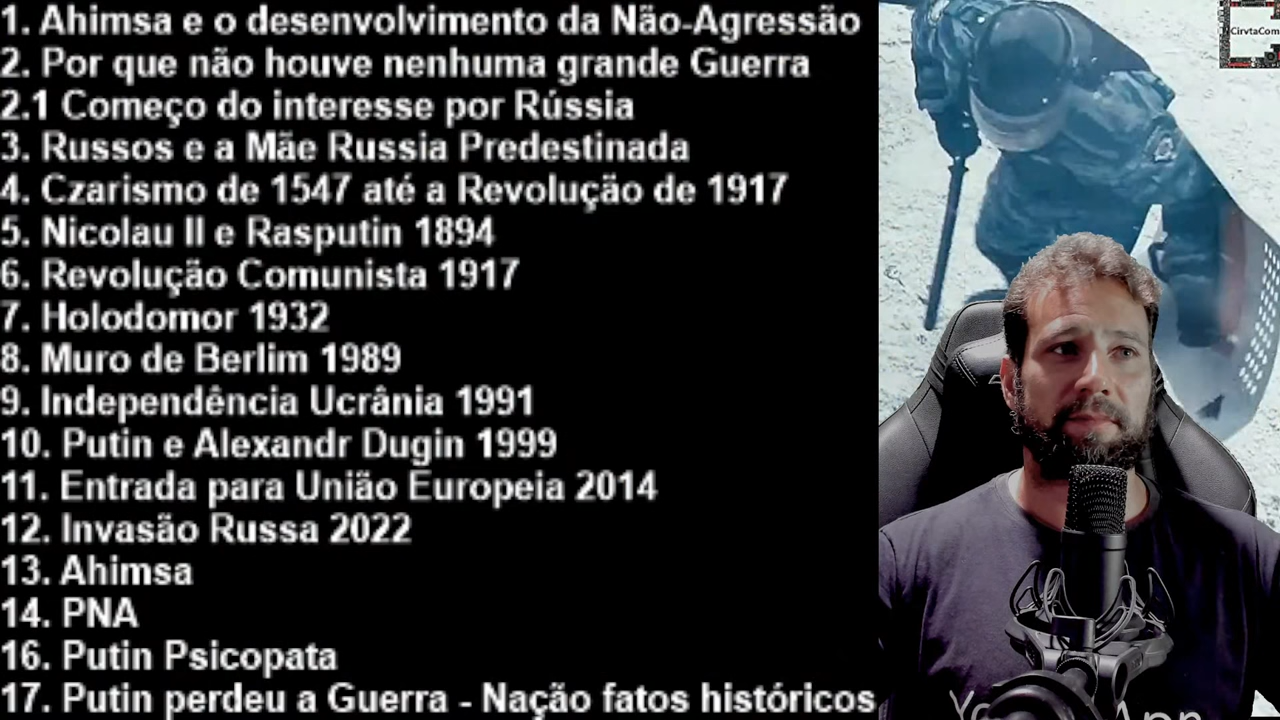 1. Ahimsa e o desenvolvimento da Não-Agressão
2. Por que não houve nenhuma grande Guerra
2.1 Começo do interesse por Rússia
3. Russos e a Mãe Russia Predestinada
4. Czarismo de 1547 até a Revolução de 1917
5. Nicolau II e Rasputin 1894
6. Revolução Comunista 1917
7. Holodomor 1932
8. Muro de Berlim 1989
9. Independência Ucrânia 1991
10. Putin e Alexandr Dugin 1999
11. Entrada para União Europeia 2014
12. Invasão Russa 2022
13. Ahimsa
14. PNA
16. Putin Psicopata
17. Putin perdeu a Guerra - Nação fatos históricos
CirvtaCom